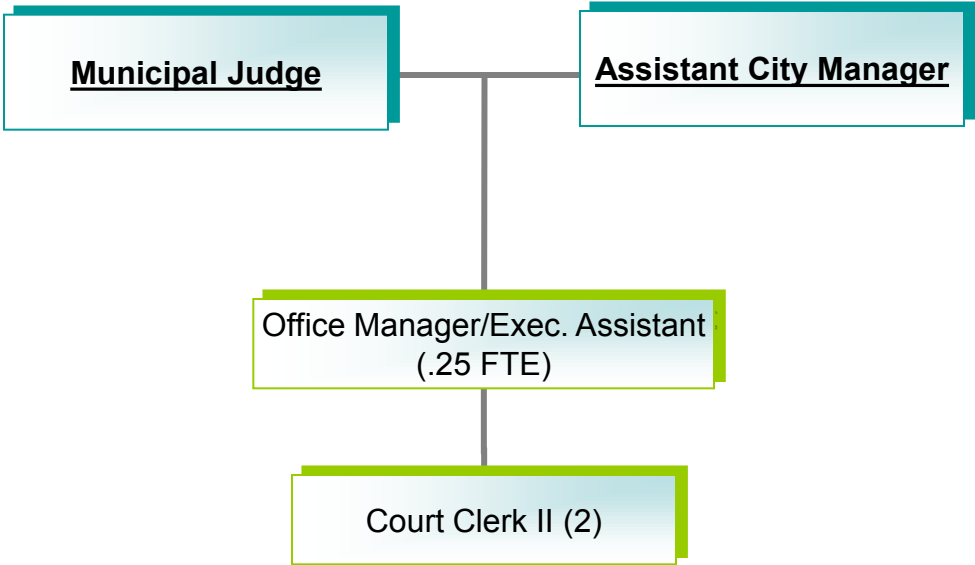 Municipal Judge
Assistant City Manager
Office Manager/Exec. Assistant
(.25 FTE)
Court Clerk II (2)